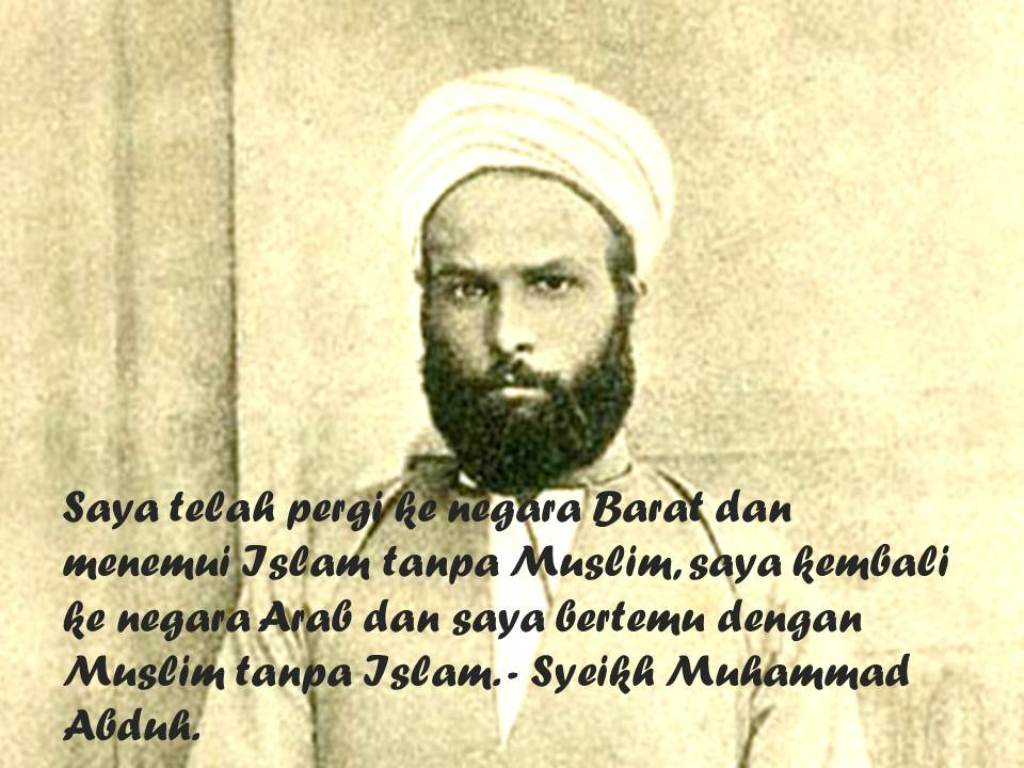 Saya telah pergi ke negara Barat dan
menemui Islam tanpa Muslim, saya kembali
ke negara Arab dan saya bertemu dengan
Muslim tanpa Islam. - Syeikh Muhammad
Abduh.